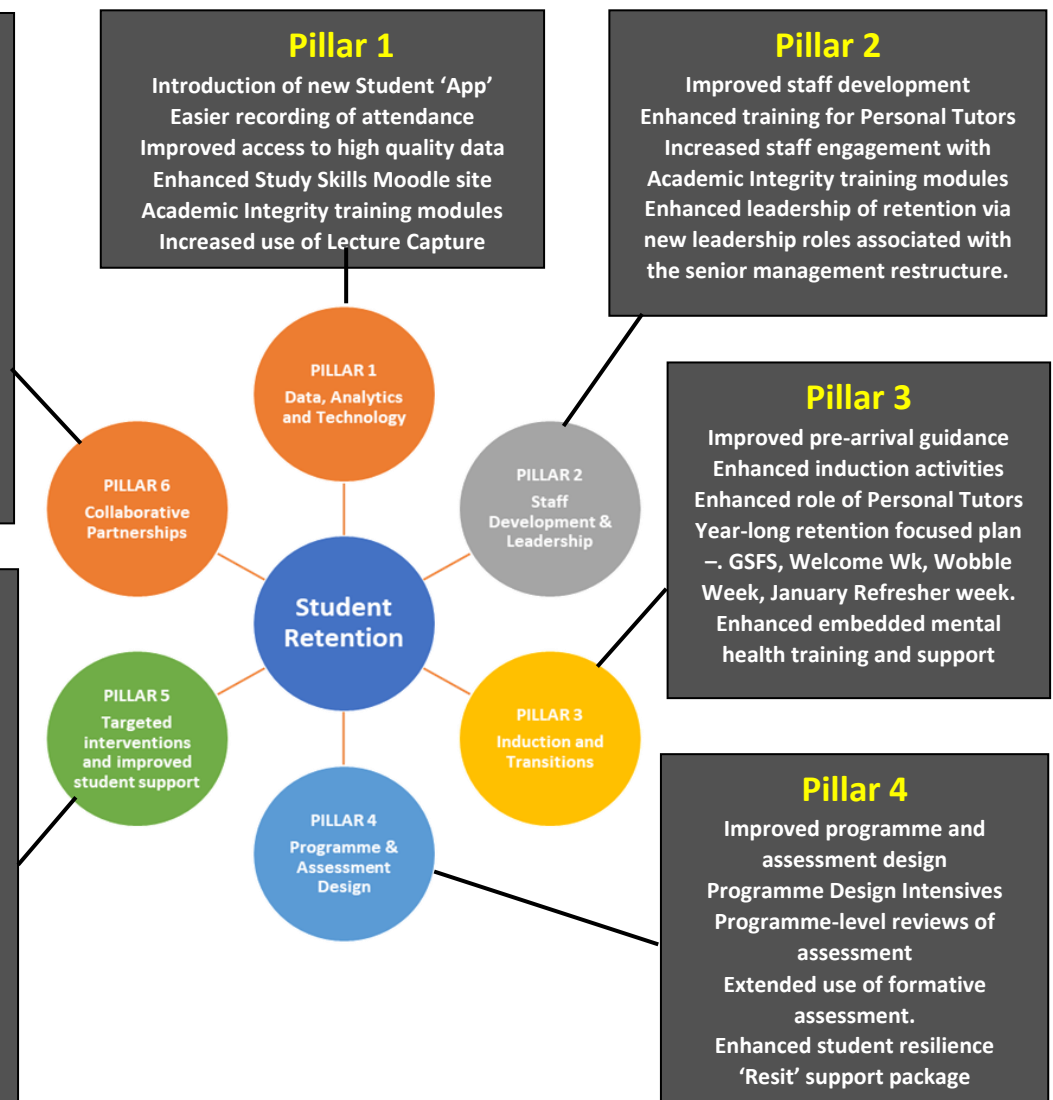 Pillar 1
Introduction of new Student ‘App’
Easier recording of attendance
Improved access to high quality data
Enhanced Study Skills Moodle site
Academic Integrity training modules
Increased use of Lecture Capture
Pillar 2
Improved staff development
Enhanced training for Personal Tutors
Increased staff engagement with
Academic Integrity training modules
Enhanced leadership of retention via
new leadership roles associated with
the senior management restructure.
PILLAR 1
Data, Analytics
and Technology
PILLAR 2
Staff
Development &
Leadership
Pillar 3
Improved pre-arrival guidance
Enhanced induction activities
Enhanced role of Personal Tutors
Year-long retention focused plan
–. GSFS, Welcome Wk, Wobble
Week, January Refresher week.
Enhanced embedded mental
health training and support
PILLAR 6
Collaborative
Partnerships
Student
Retention
PILLAR 5
Targeted
interventions
and improved
student support
PILLAR 3
Induction and
Transitions
PILLAR 4
Programme &
Assessment
Design
Pillar 4
Improved programme and
assessment design
Programme Design Intensives
Programme-level reviews of
assessment
Extended use of formative
assessment.
Enhanced student resilience
‘Resit’ support package